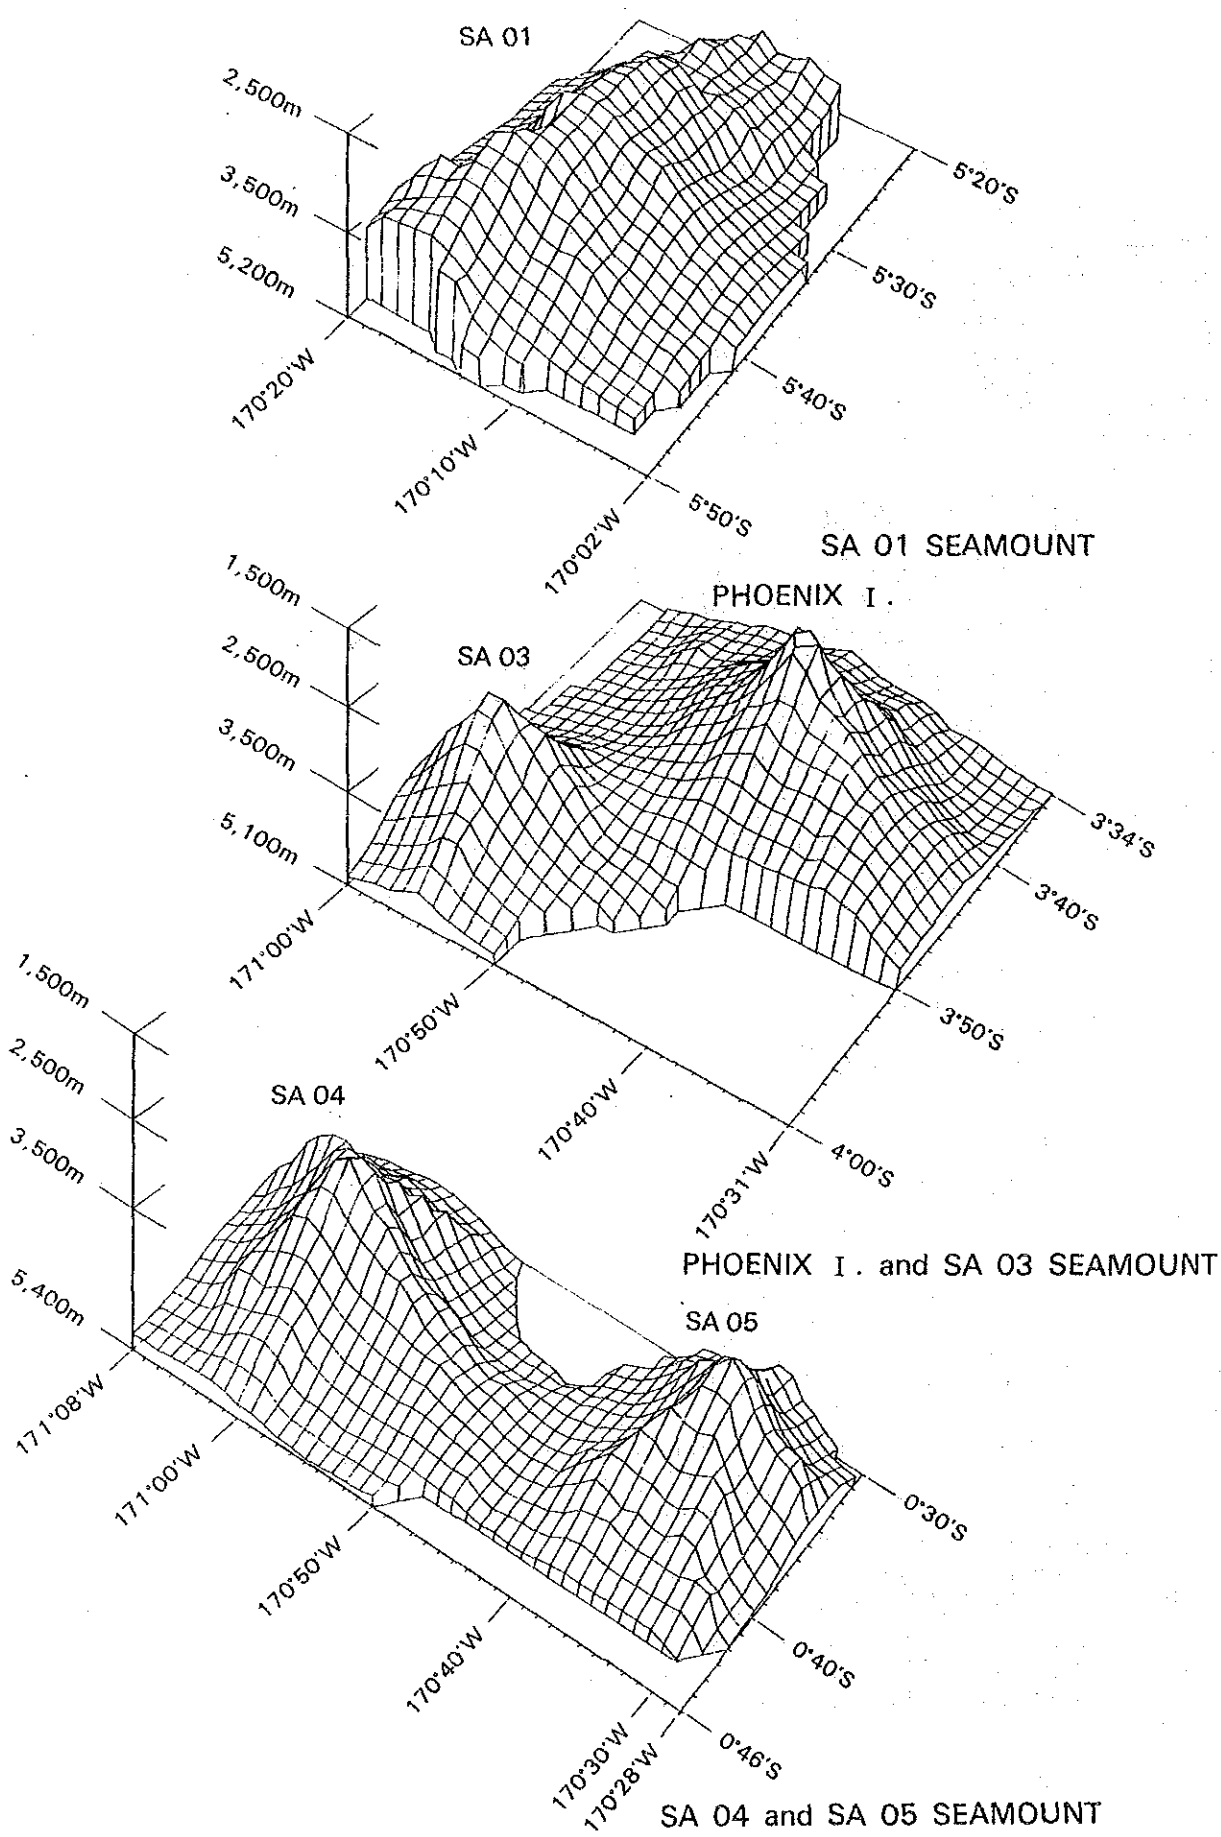 SA 01
2,500m
3,500m
5,200m
170°20'W
170°10'W
170°02'W
5°20'S
5°30'S
5°40'S
5°50'S
SA 01 SEAMOUNT
PHOENIX I.
SA 03
1,500m
2,500m
3,500m
5,100m
171°00'W
170°50'W
170°40'W
170°31'W
3°34'S
3°40'S
3°50'S
4°00'S
PHOENIX I. and SA 03 SEAMOUNT
SA 04
SA 05
1,500m
2,500m
3,500m
5,400m
171°08'W
171°00'W
170°50'W
170°40'W
170°30'W
170°28'W
0°30'S
0°40'S
0°46'S
SA 04 and SA 05 SEAMOUNT